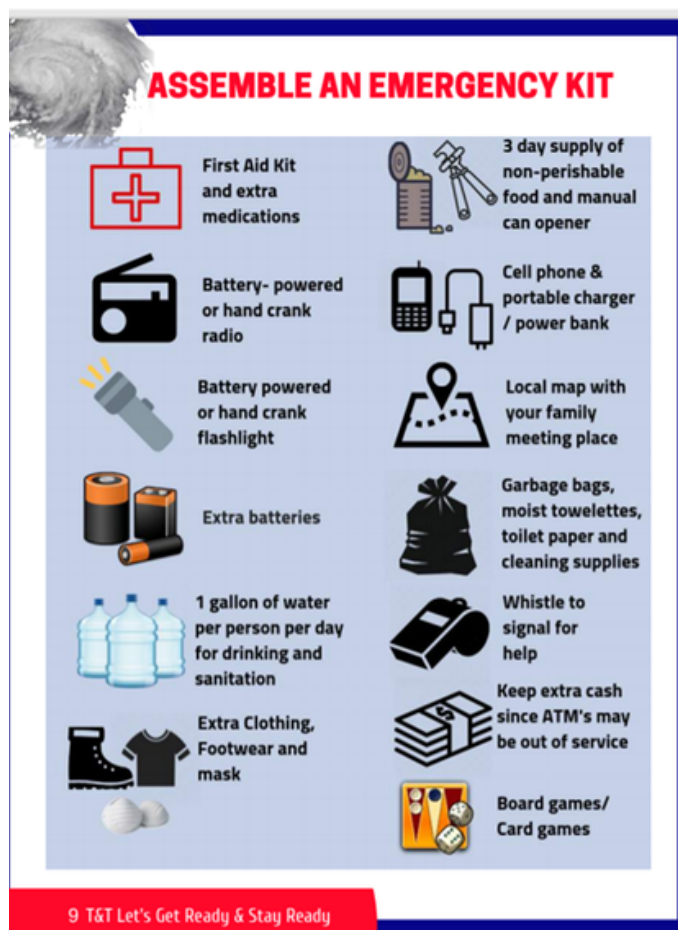 ASSEMBLE AN EMERGENCY KIT
First Aid Kit
and extra
medications
Battery- powered
or hand crank
radio
Battery powered
or hand crank
flashlight
Extra batteries
1 gallon of water
per person per day
for drinking and
sanitation
Extra Clothing,
Footwear and
mask
3 day supply of
non-perishable
food and manual
can opener
Cell phone &
portable charger
/ power bank
Local map with
your family
meeting place
Garbage bags,
moist towelettes,
toilet paper and
cleaning supplies
Whistle to
signal for
help
Keep extra cash
since ATM's may
be out of service
Board games/
Card games
9 T&T Let's Get Ready & Stay Ready